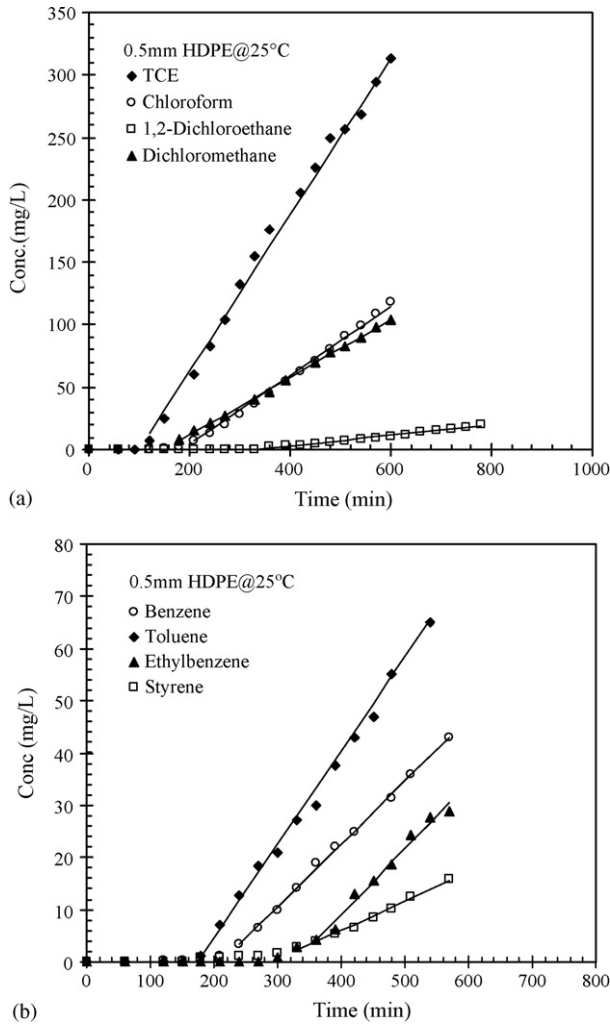 350
300
250
200
150
100
50
0
Conc.(mg/L)
0.5mm HDPE@25°C
TCE
Chloroform
1,2-Dichloroethane
Dichloromethane
0 200 400 600 800 1000
Time (min)
(a)
80
70
60
50
40
30
20
10
0
Conc (mg/L)
0.5mm HDPE@25°C
Benzene
Toluene
Ethylbenzene
Styrene
0 100 200 300 400 500 600 700 800
Time (min)
(b)